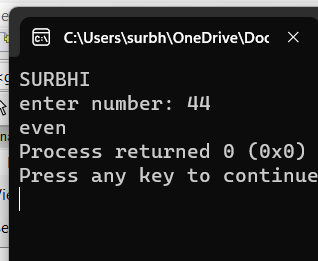 C:\Users\surbh\OneDrive\Doc
SURBHI
enter number: 44
even
Process returned 0 (0x0)
Press any key to continue